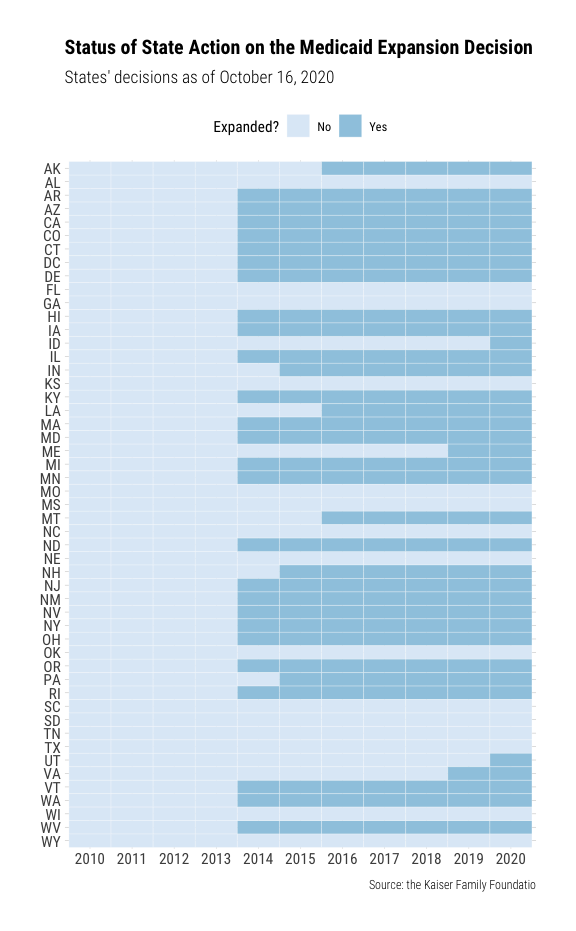 Status of State Action on the Medicaid Expansion Decision
States' decisions as of October 16, 2020
Expanded? No Yes
AK
AL
AR
AZ
CA
CO
CT
DC
DE
FL
GA
HI
IA
ID
IL
IN
KS
KY
LA
MA
MD
ME
MI
MN
MO
MS
MT
NC
ND
NE
NH
NJ
NM
NV
NY
OH
OK
OR
PA
RI
SC
SD
TN
TX
UT
VA
VT
WA
WI
WV
WY
2010 2011 2012 2013 2014 2015 2016 2017 2018 2019 2020
Source: the Kaiser Family Foundatio